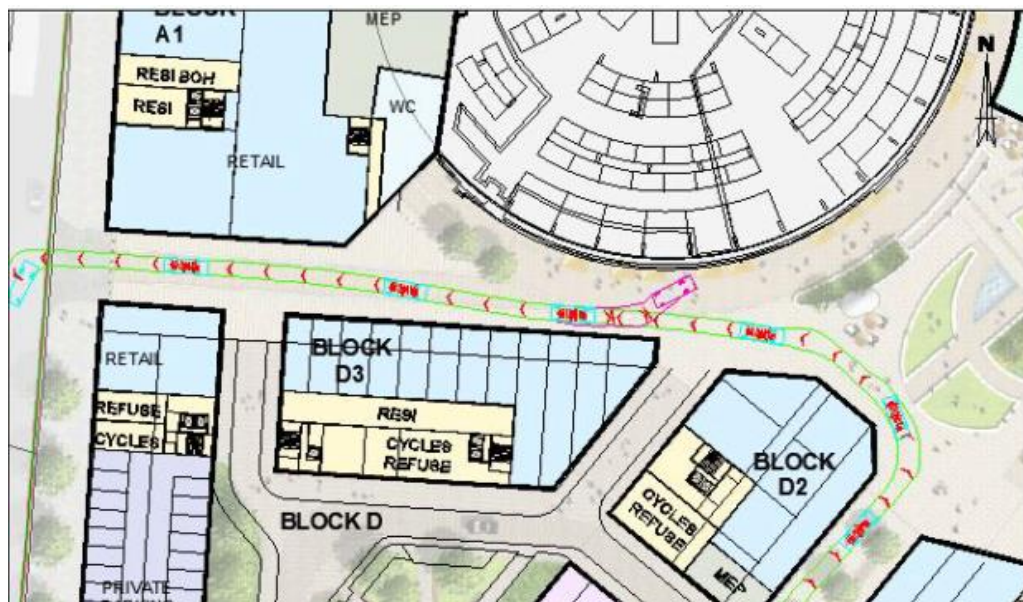 BLOCK
A1
MEP
N
RESI BOH
RESI
WC
RETAIL
BLOCK
D3
RETAIL
REFUSE
CYCLES
RESI
CYCLES
REFUSE
BLOCK
D2
CYCLES
REFUSE
BLOCK D
MEP
PRIVATE